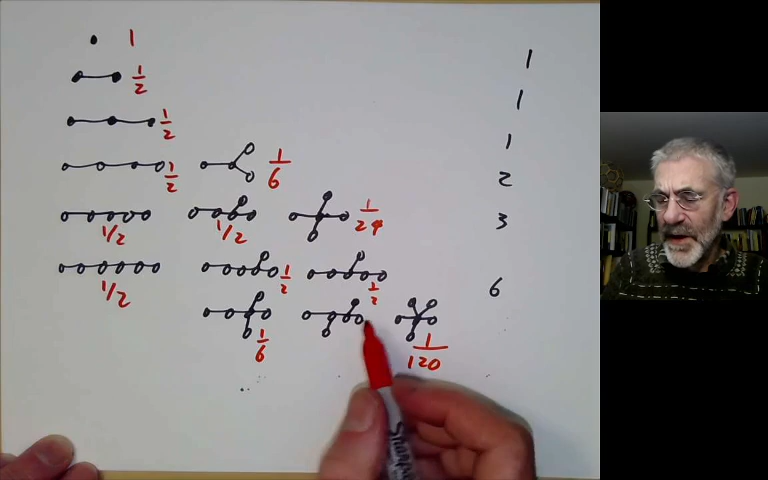 1 1
1/2 1
1/2 1
1/2 1/6 2
1/2 1/2 1/24 3
1/2 1/2 1/2 6
1/6 1/120
SHARPIE